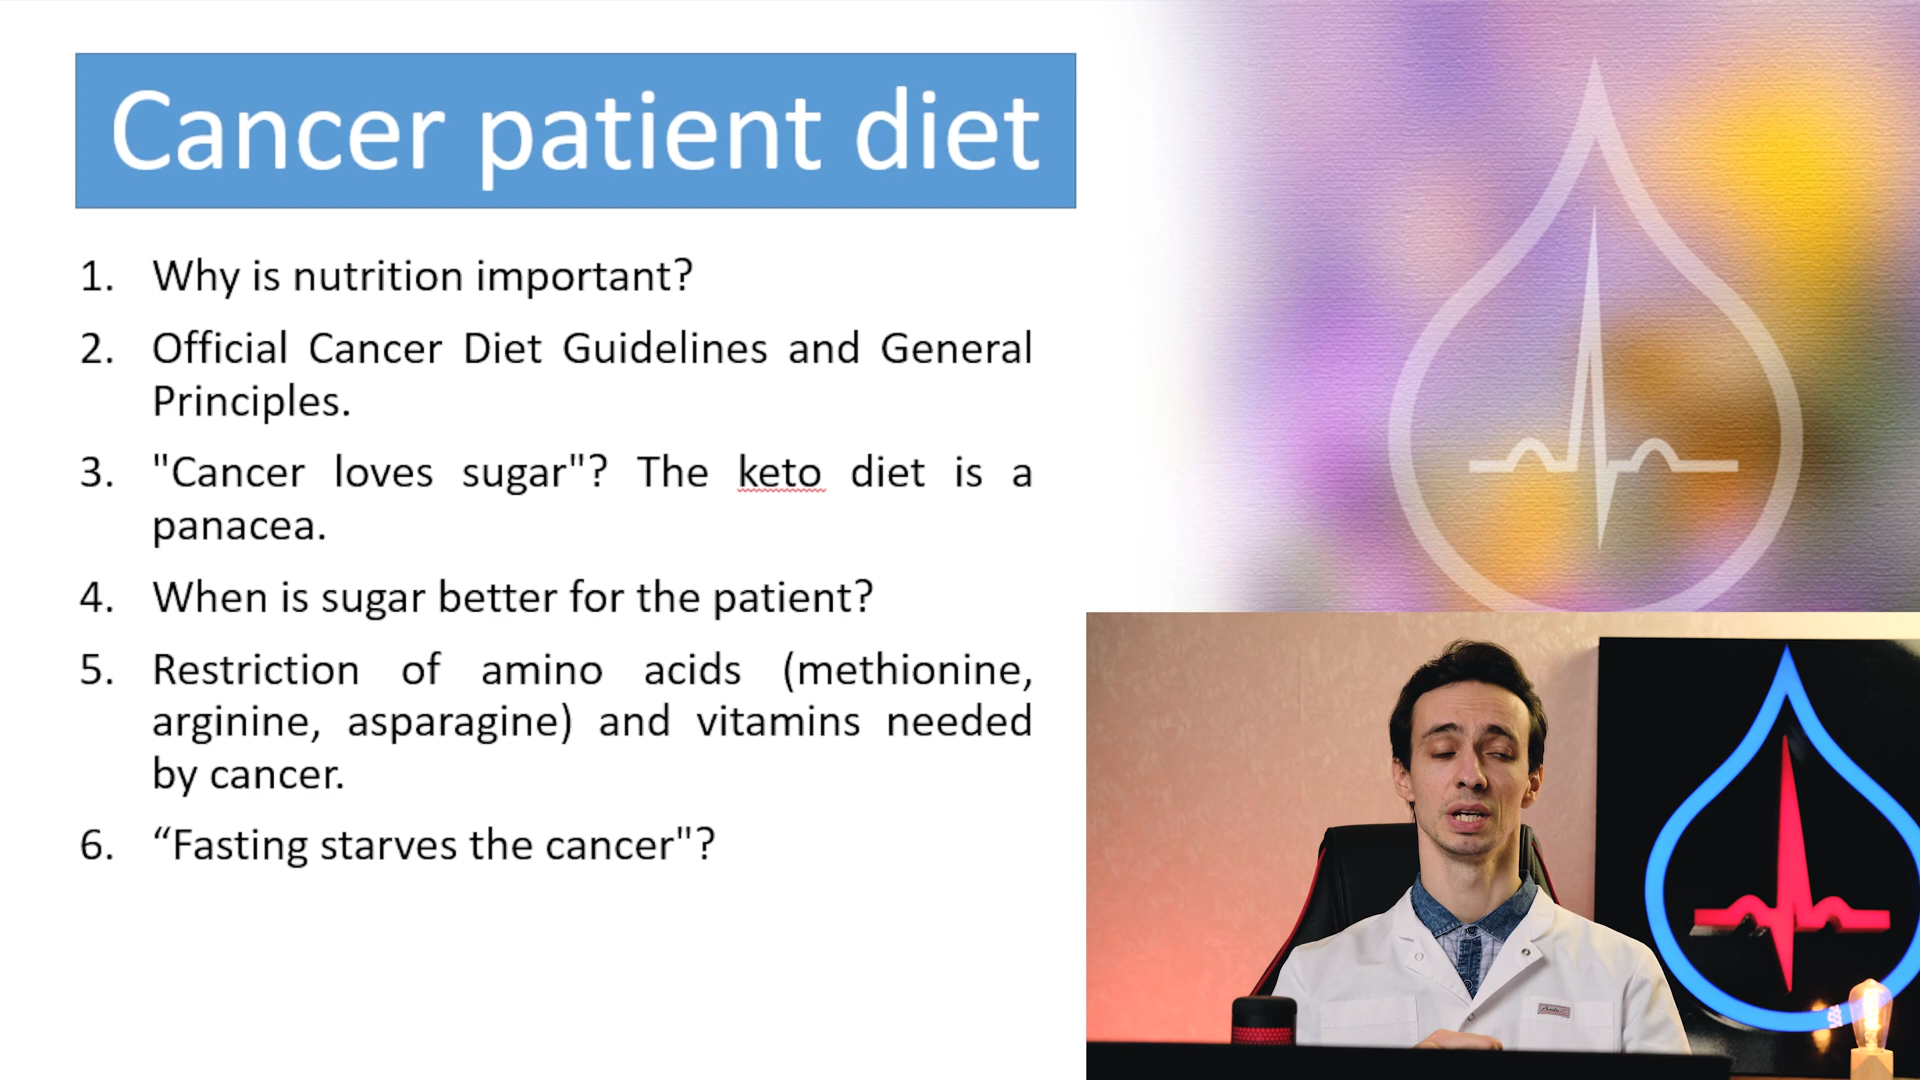 Cancer patient diet
1. Why is nutrition important?
2. Official Cancer Diet Guidelines and General
Principles.
3. "Cancer loves sugar"? The keto diet is a
panacea.
4. When is sugar better for the patient?
5. Restriction of amino acids (methionine,
arginine, asparagine) and vitamins needed
by cancer.
6. “Fasting starves the cancer"?